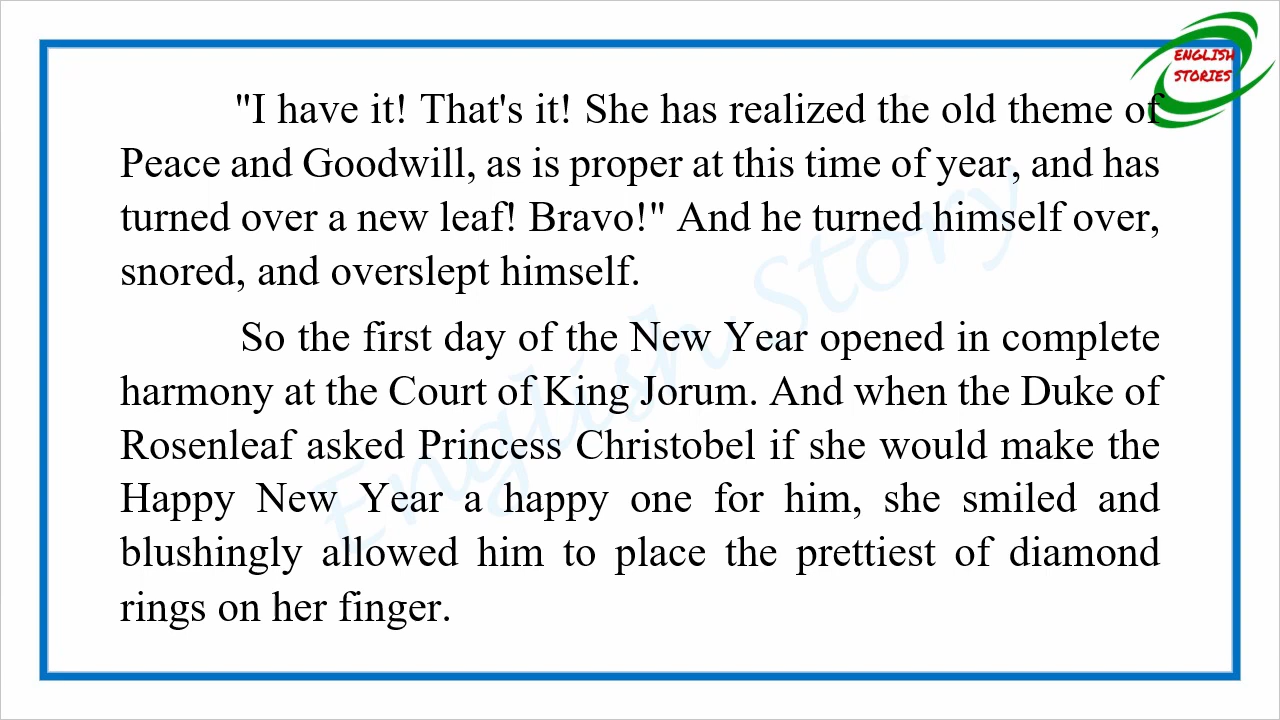 ENGLISH
STORIES
"I have it! That's it! She has realized the old theme of
Peace and Goodwill, as is proper at this time of year, and has
turned over a new leaf! Bravo!" And he turned himself over,
snored, and overslept himself.
So the first day of the New Year opened in complete
harmony at the Court of King Jorum. And when the Duke of
Rosenleaf asked Princess Christobel if she would make the
Happy New Year a happy one for him, she smiled and
blushingly allowed him to place the prettiest of diamond
rings on her finger.
English Story